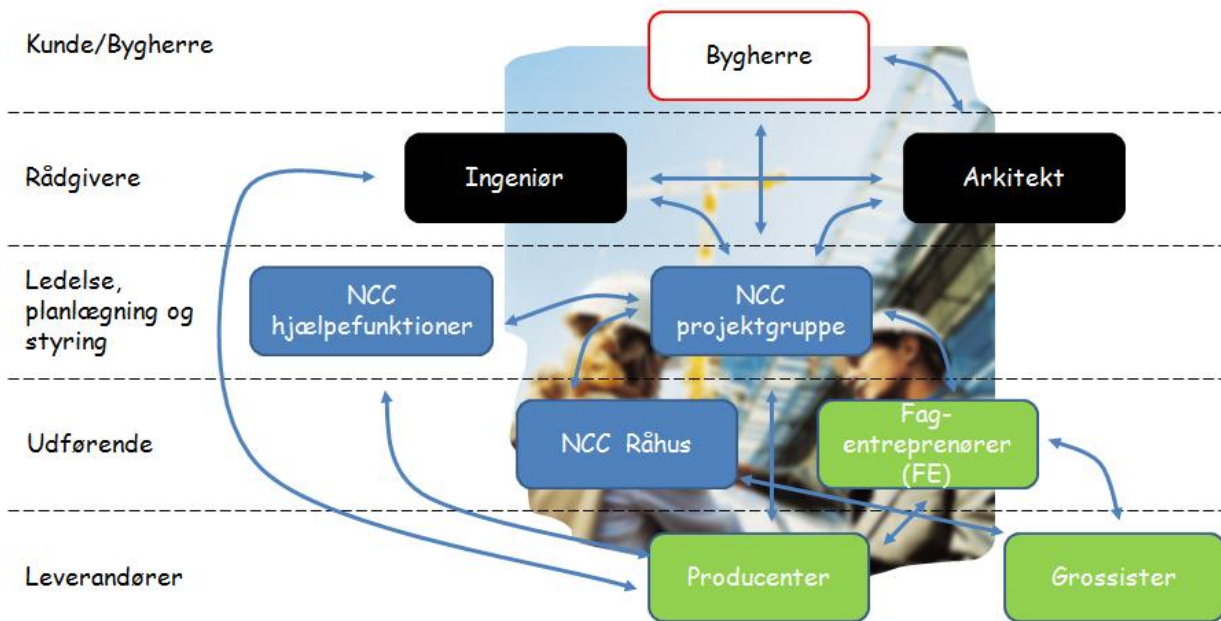 Kunde/Bygherre
Bygherre
Rådgivere
Ingeniør
Arkitekt
Ledelse,
planlægning og
styring
NCC
hjælpefunktioner
NCC
projektgruppe
Udførende
NCC Råhus
Fag-
entreprenører
(FE)
Leverandører
Producenter
Grossister